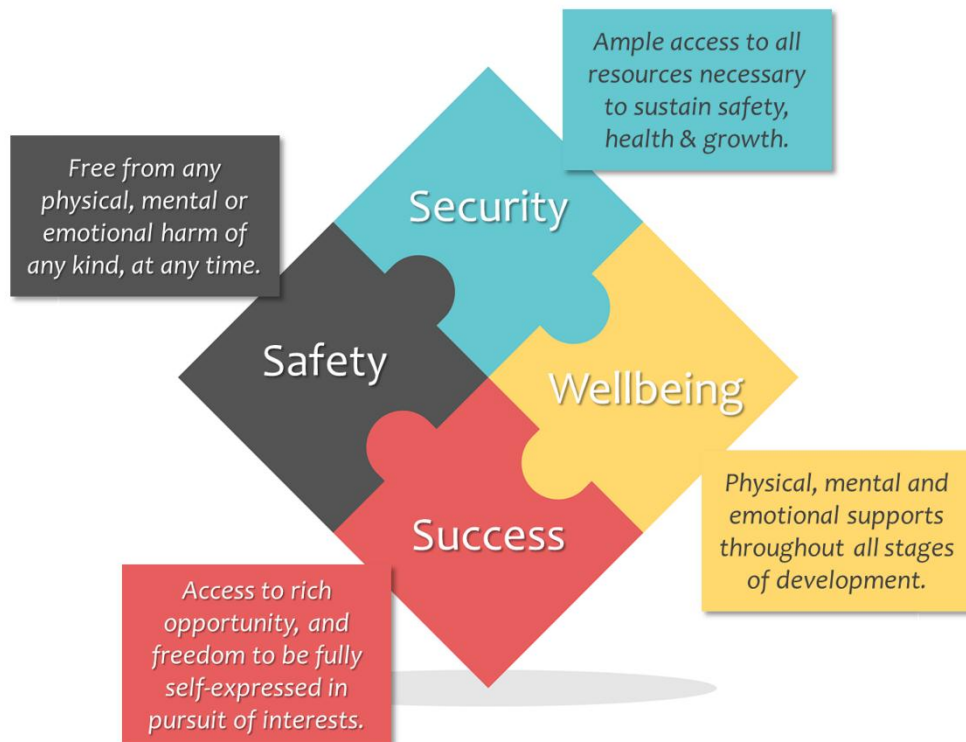 Ample access to all
resources necessary
to sustain safety,
health & growth.
Free from any
physical, mental or
emotional harm of
any kind, at any time.
Security
Safety
Wellbeing
Success
Physical, mental and
emotional supports
throughout all stages
of development.
Access to rich
opportunity, and
freedom to be fully
self-expressed in
pursuit of interests.